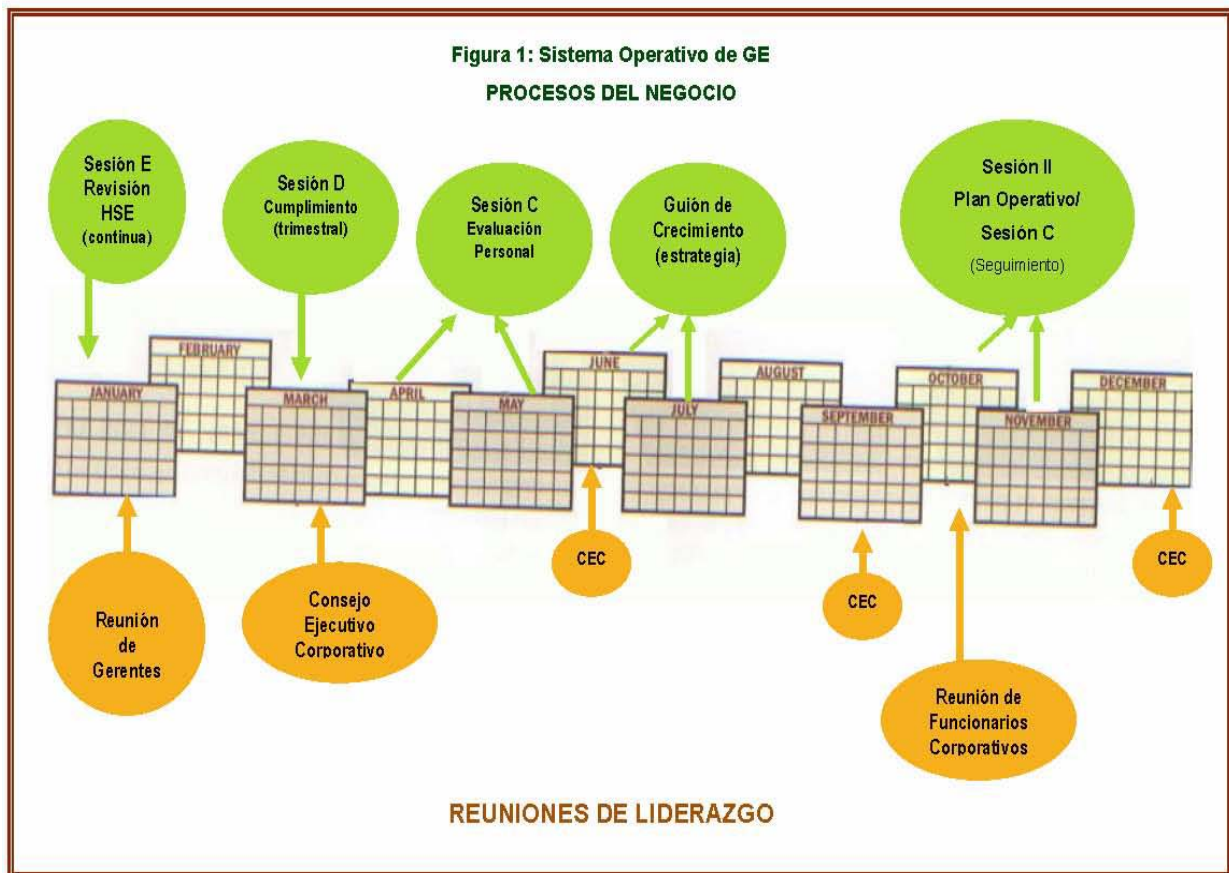 Figura 1: Sistema Operativo de GE
PROCESOS DEL NEGOCIO
Sesión E
Revisión
HSE
(continua)
Sesión D
Cumplimiento
(trimestral)
Sesión C
Evaluación
Personal
Guión de
Crecimiento
(estrategia)
Sesión II
Plan Operativo/
Sesión C
(Seguimiento)
JANUARY
FEBRUARY
MARCH
APRIL
MAY
JUNE
JULY
AUGUST
SEPTEMBER
OCTOBER
NOVEMBER
DECEMBER
Reunión
de
Gerentes
Consejo
Ejecutivo
Corporativo
CEC
CEC
Reunión de
Funcionarios
Corporativos
CEC
REUNIONES DE LIDERAZGO